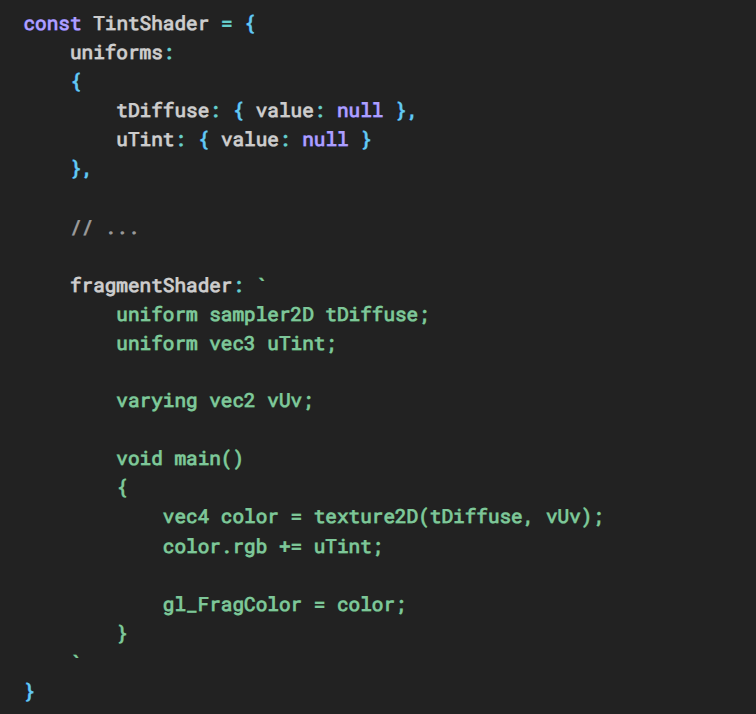 const TintShader = {
    uniforms:
    {
        tDiffuse: { value: null },
        uTint: { value: null }
    },

    // ...

    fragmentShader: `
        uniform sampler2D tDiffuse;
        uniform vec3 uTint;

        varying vec2 vUv;

        void main()
        {
            vec4 color = texture2D(tDiffuse, vUv);
            color.rgb += uTint;

            gl_FragColor = color;
        }
    `
}